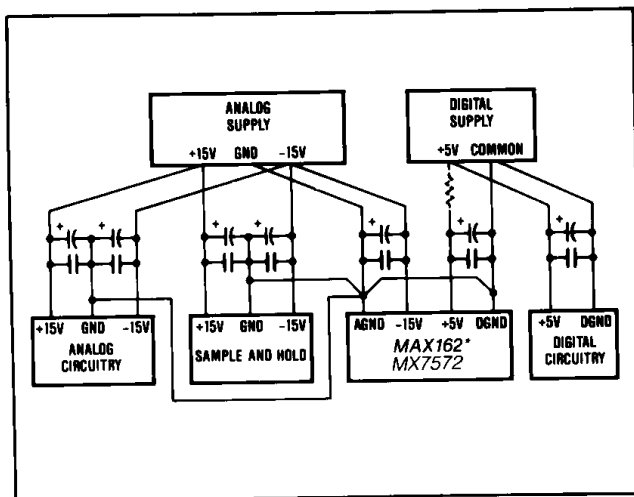 ANALOG
SUPPLY
+15V GND -15V
DIGITAL
SUPPLY
+5V COMMON
+ + + + + + +
+15V GND -15V
ANALOG
CIRCUITRY
+15V GND -15V
SAMPLE AND HOLD
AGND -15V +5V DGND
MAX162*
MX7572
+5V DGND
DIGITAL
CIRCUITRY